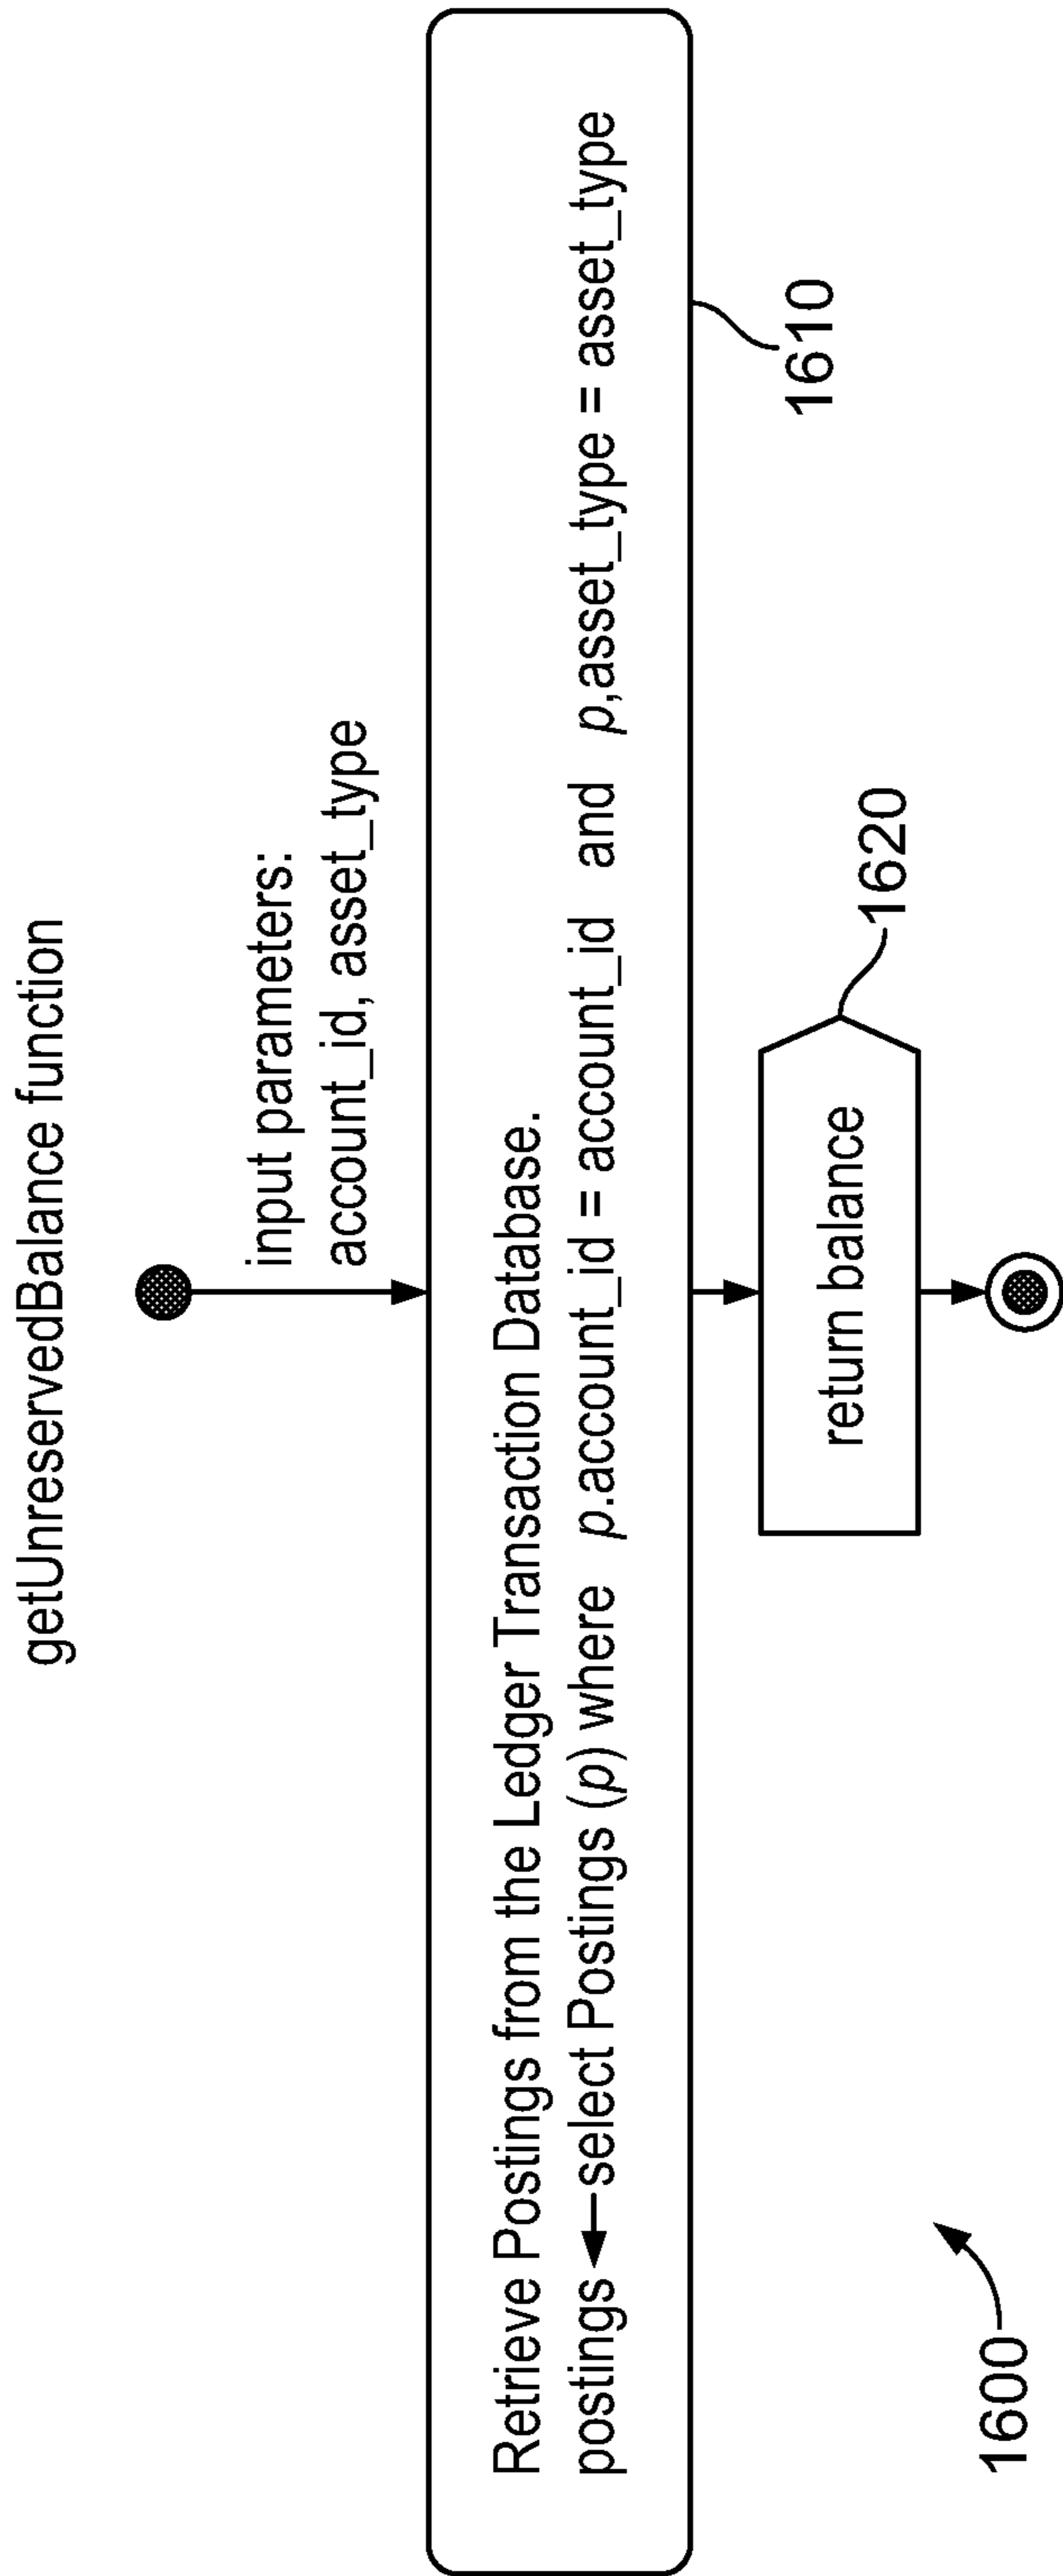 getUnreservedBalance function
input parameters:
account_id, asset_type
Retrieve Postings from the Ledger Transaction Database.
postings ← select Postings (p) where p.account_id = account_id and p,asset_type = asset_type
1610
return balance
1620
1600